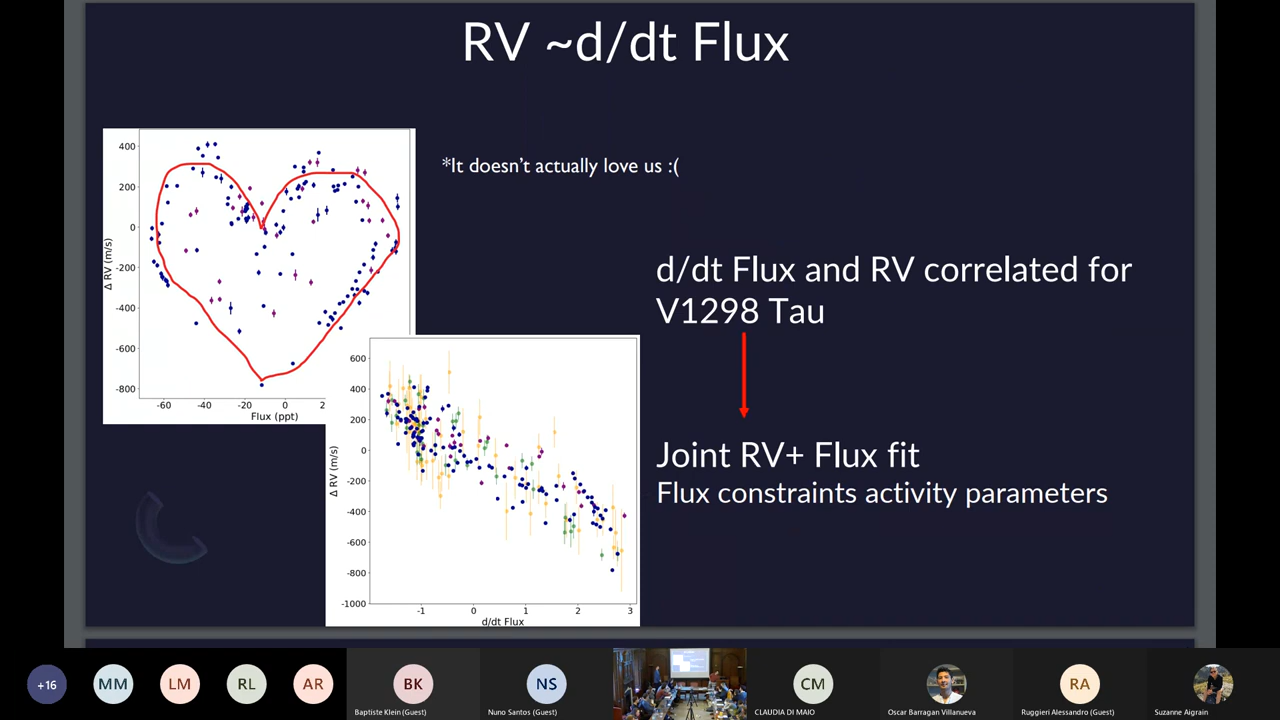 RV ~d/dt Flux
*It doesn't actually love us :(
400
200
0
-200
-400
-600
-800
Δ RV (m/s)
-60
-40
-20
0
2
Flux (ppt)
d/dt Flux and RV correlated for
V1298 Tau
Joint RV+ Flux fit
Flux constraints activity parameters
600
400
200
0
-200
-400
-600
-800
-1000
Δ RV (m/s)
-1
0
1
2
3
d/dt Flux
+16
MM
LM
RL
AR
BK
Baptiste Klein (Guest)
NS
Nuno Santos (Guest)
CM
CLAUDIA DI MAIO
Oscar Barragan Villanueva
RA
Ruggieri Alessandro (Guest)
Suzanne Aigrain